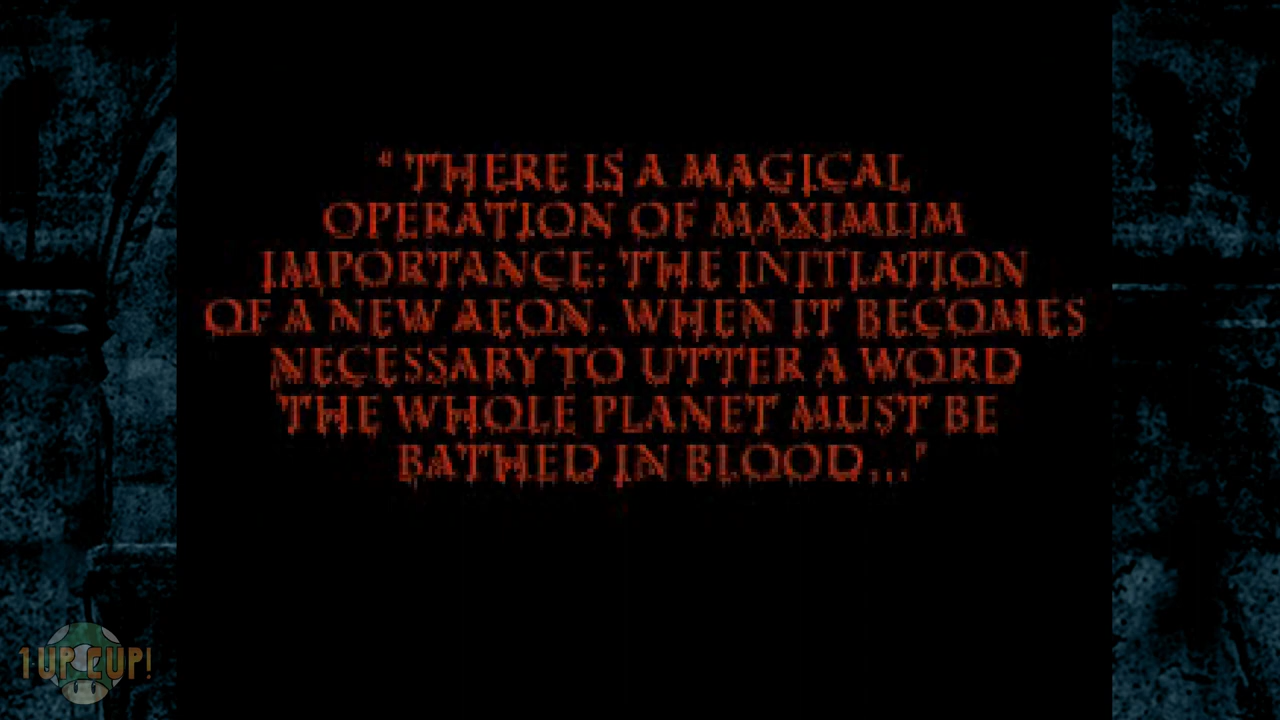 “ THERE IS A MAGICAL
OPERATION OF MAXIMUM
IMPORTANCE: THE INITIATION
OF A NEW AEON. WHEN IT BECOMES
NECESSARY TO UTTER A WORD
THE WHOLE PLANET MUST BE
BATHED IN BLOOD..."
1UP CUP!